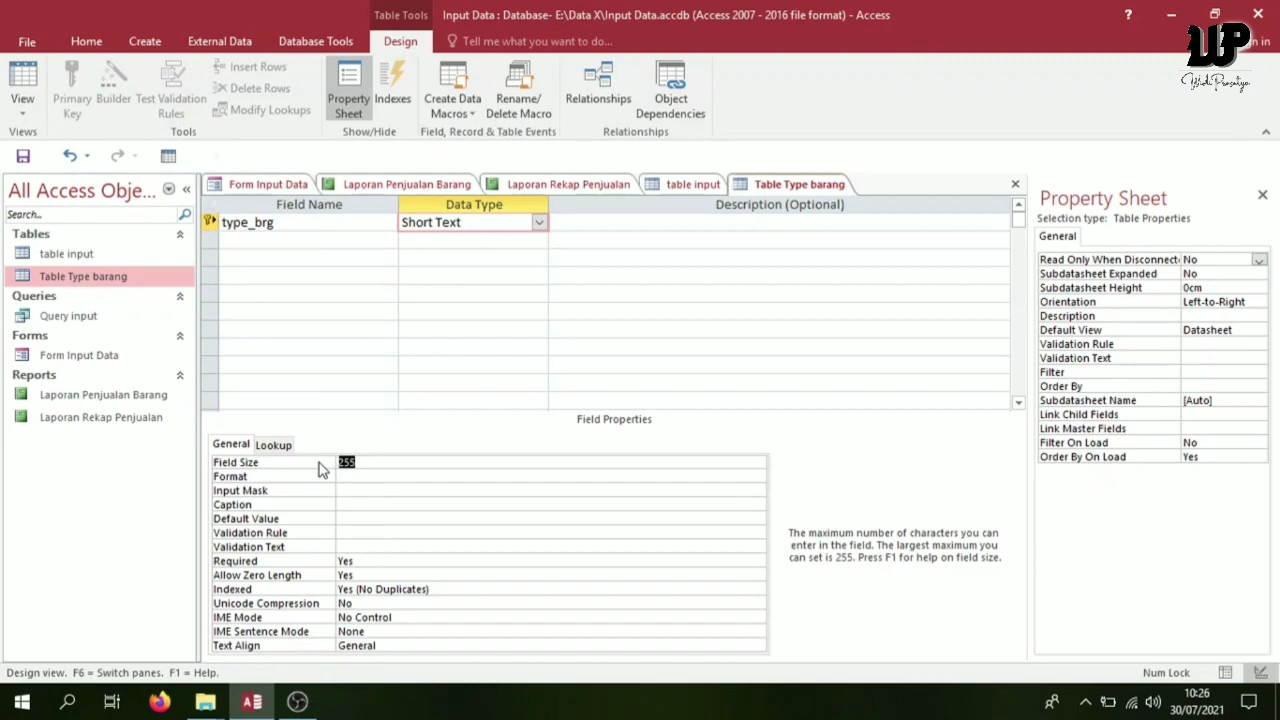 Table Tools
Input Data : Database- E:\Data X\Input Data.accdb (Access 2007 - 2016 file format) - Access
?
File Home Create External Data Database Tools Design Tell me what you want to do...
in
WP
View
Primary Key
Builder
Test Validation Rules
Insert Rows
Delete Rows
Modify Lookups
Property Sheet
Indexes
Create Data Macros
Rename/ Delete Macro
Relationships
Object Dependencies
Views
Tools
Show/Hide
Field, Record & Table Events
Relationships
All Access Obje...
Search...
Tables
table input
Table Type barang
Queries
Query input
Forms
Form Input Data
Reports
Laporan Penjualan Barang
Laporan Rekap Penjualan
Form Input Data
Laporan Penjualan Barang
Laporan Rekap Penjualan
table input
Table Type barang
Field Name Data Type Description (Optional)
type_brg Short Text
Field Properties
General Lookup
Field Size 255
Format
Input Mask
Caption
Default Value
Validation Rule
Validation Text
Required Yes
Allow Zero Length Yes
Indexed Yes (No Duplicates)
Unicode Compression No
IME Mode No Control
IME Sentence Mode None
Text Align General
The maximum number of characters you can
enter in the field. The largest maximum you
can set is 255. Press F1 for help on field size.
Property Sheet
Selection type: Table Properties
General
Read Only When Disconnect No
Subdatasheet Expanded No
Subdatasheet Height 0cm
Orientation Left-to-Right
Description
Default View Datasheet
Validation Rule
Validation Text
Filter
Order By
Subdatasheet Name [Auto]
Link Child Fields
Link Master Fields
Filter On Load No
Order By On Load Yes
Design view. F6 = Switch panes. F1 = Help.
Num Lock
10:26
30/07/2021